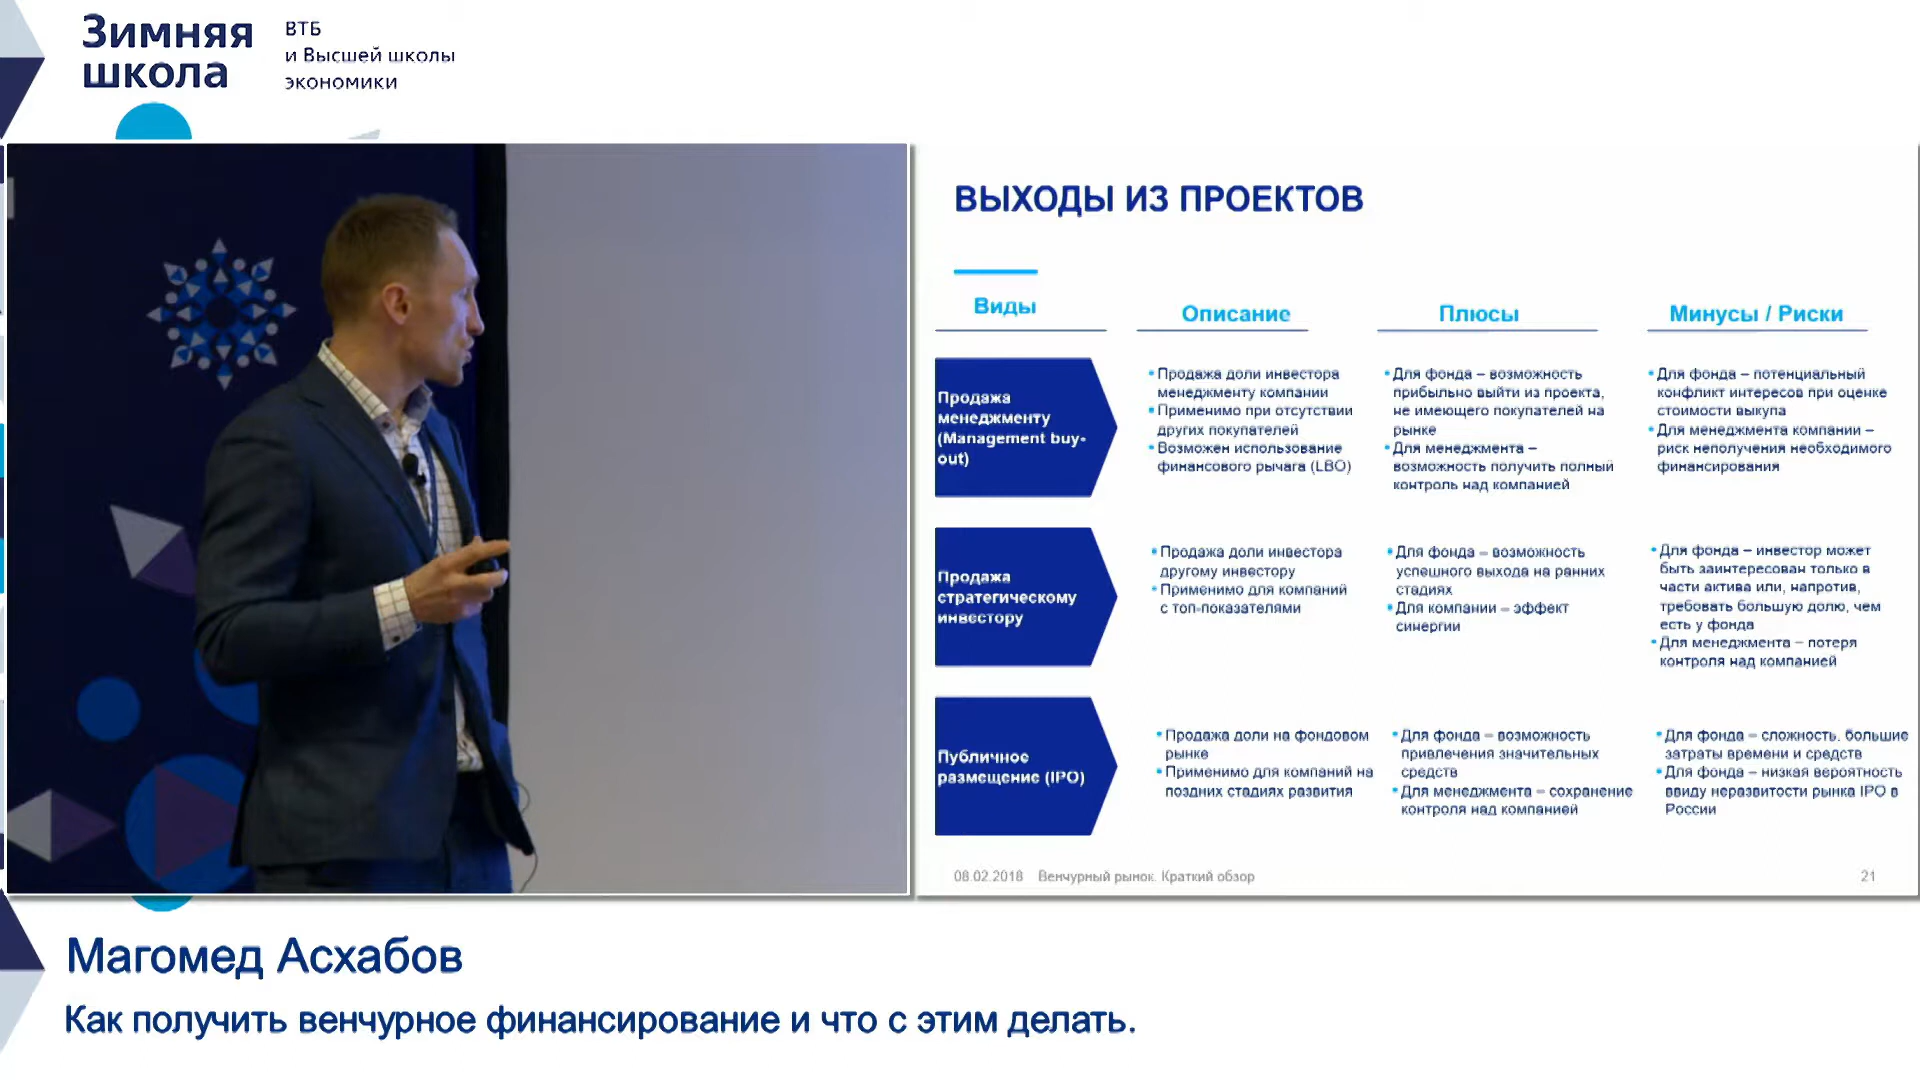 Зимняя
школа
ВТБ
и Высшей школы
экономики
ВЫХОДЫ ИЗ ПРОЕКТОВ
Виды
Описание
Плюсы
Минусы / Риски
Продажа
менеджменту
(Management buy-
out)
• Продажа доли инвестора
менеджменту компании
• Применимо при отсутствии
других покупателей
• Возможен использование
финансового рычага (LBO)
• Для фонда – возможность
прибыльно выйти из проекта,
не имеющего покупателей на
рынке
• Для менеджмента –
возможность получить полный
контроль над компанией
• Для фонда – потенциальный
конфликт интересов при оценке
стоимости выкупа
• Для менеджмента компании –
риск неполучения необходимого
финансирования
Продажа
стратегическому
инвестору
• Продажа доли инвестора
другому инвестору
• Применимо для компаний
с топ-показателями
• Для фонда – возможность
успешного выхода на ранних
стадиях
• Для компании – эффект
синергии
• Для фонда – инвестор может
быть заинтересован только в
части актива или, напротив,
требовать большую долю, чем
есть у фонда
• Для менеджмента – потеря
контроля над компанией
Публичное
размещение (IPO)
• Продажа доли на фондовом
рынке
• Применимо для компаний на
поздних стадиях развития
• Для фонда – возможность
привлечения значительных
средств
• Для менеджмента – сохранение
контроля над компанией
• Для фонда – сложность, большие
затраты времени и средств
• Для фонда – низкая вероятность
ввиду неразвитости рынка IPO в
России
08.02.2018 Венчурный рынок. Краткий обзор
21
Магомед Асхабов
Как получить венчурное финансирование и что с этим делать.